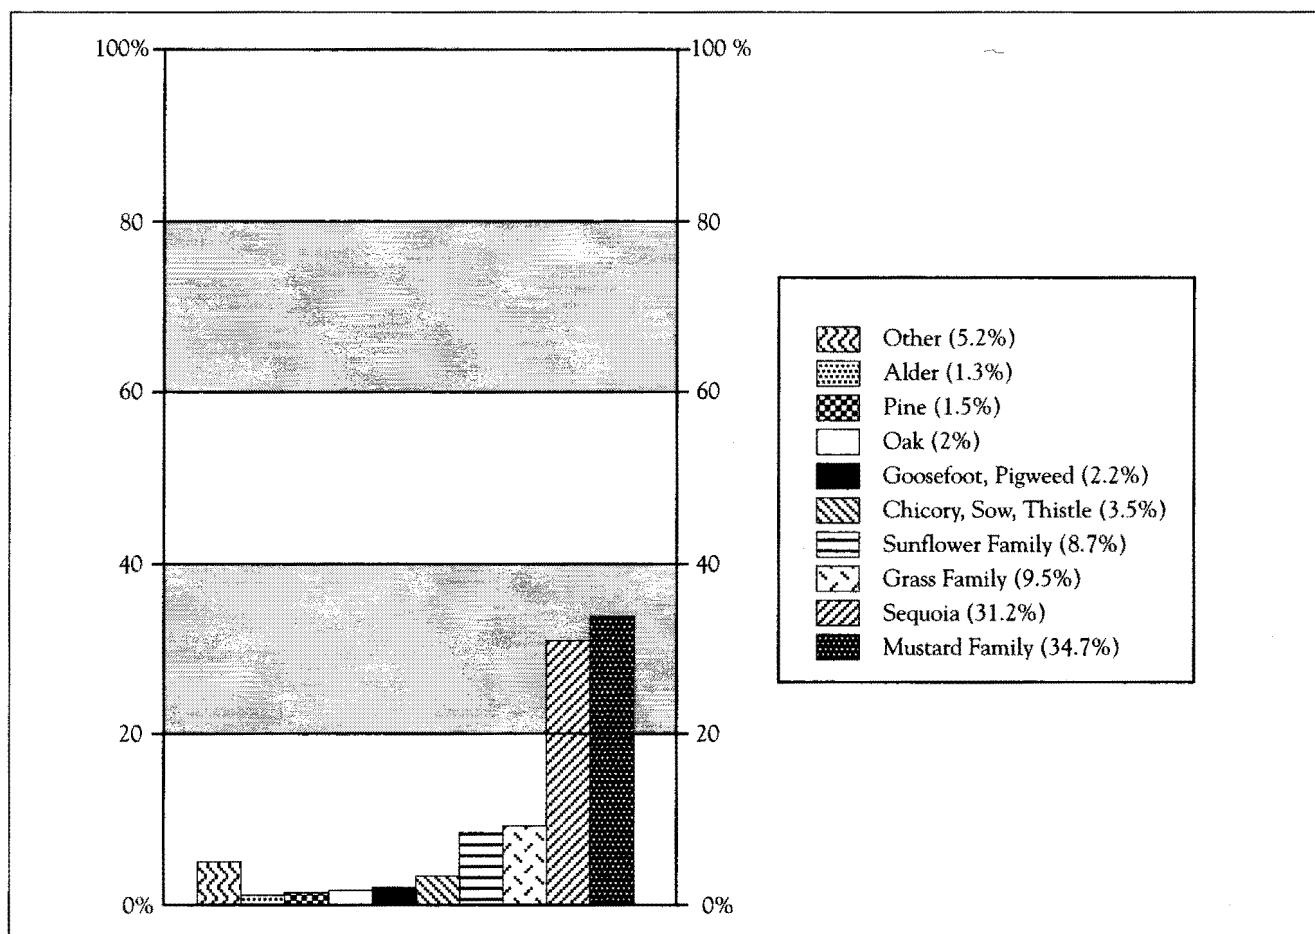 100%
100 %
80
80
60
60
40
40
20
20
0%
0%
Other (5.2%)
Alder (1.3%)
Pine (1.5%)
Oak (2%)
Goosefoot, Pigweed (2.2%)
Chicory, Sow, Thistle (3.5%)
Sunflower Family (8.7%)
Grass Family (9.5%)
Sequoia (31.2%)
Mustard Family (34.7%)